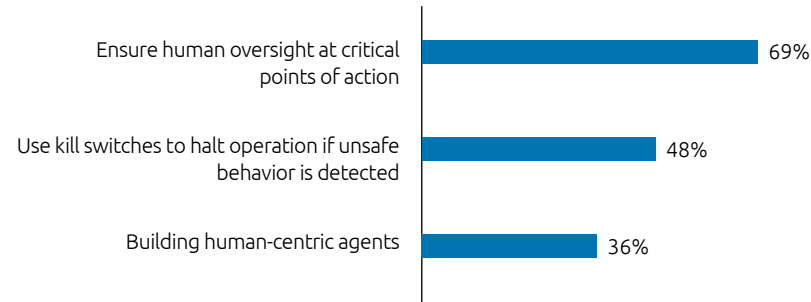 Ensure human oversight at critical
points of action
69%
Use kill switches to halt operation if unsafe
behavior is detected
48%
Building human-centric agents
36%